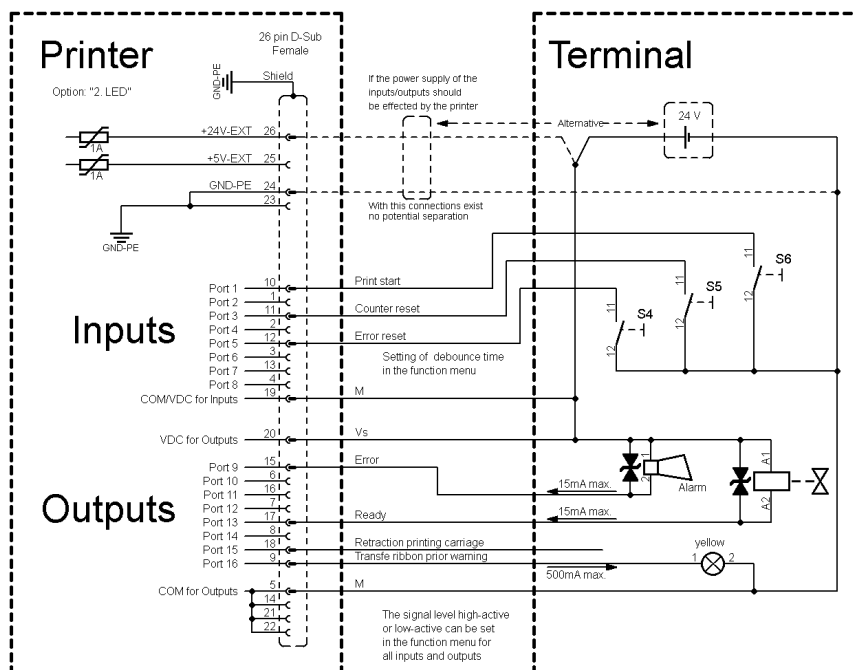 Printer
26 pin D-Sub
Female
Terminal
Option: "2. LED"
GND-PE
Shield
If the power supply of the
inputs/outputs should
be effected by the printer
Alternative
24 V
+24V-EXT 26
1A
+5V-EXT 25
1A
GND-PE 24
23
GND-PE
With this connections exist
no potential separation
Inputs
Port 1 10 Print start
Port 2 1
Port 3 11 Counter reset
Port 4 2
Port 5 12 Error reset
Port 6 3
Port 7 13
Port 8 4
COM/VDC for Inputs 19 M
Setting of debounce time
in the function menu
11 S6
12
11 S5
12
11 S4
12
VDC for Outputs 20 Vs
Outputs
Port 9 15 Error
Port 10 6
Port 11 16
Port 12 7
Port 13 17 Ready
Port 14 8
Port 15 18 Retraction printing carriage
Port 16 9 Transfe ribbon prior warning
COM for Outputs 5 M
14
21
22
15mA max.
1
2
Alarm
A1
A2
15mA max.
yellow
1 2
500mA max.
The signal level high-active
or low-active can be set
in the function menu for
all inputs and outputs